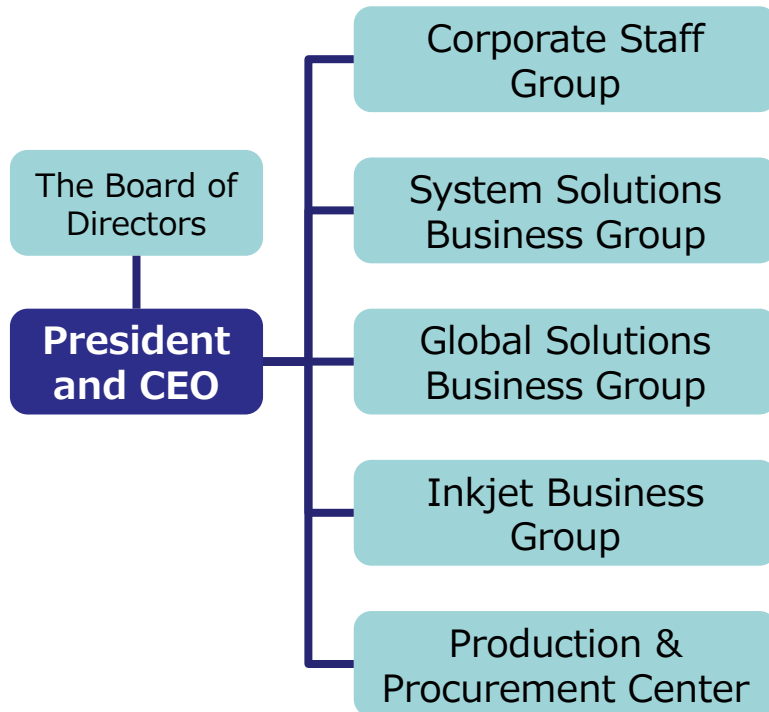 Corporate Staff
Group
The Board of
Directors
System Solutions
Business Group
President
and CEO
Global Solutions
Business Group
Inkjet Business
Group
Production &
Procurement Center